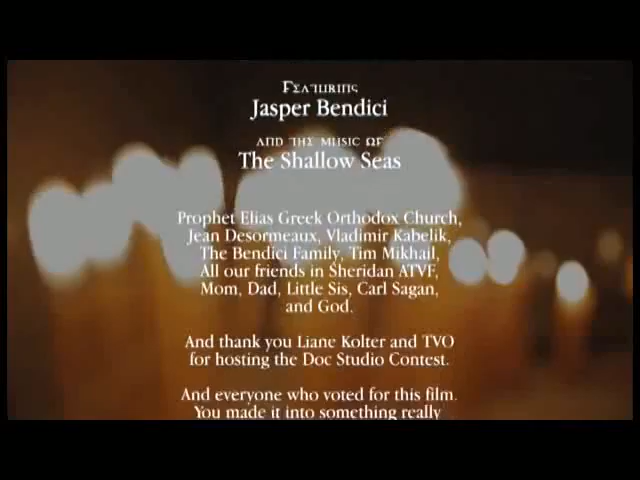 Featuring
Jasper Bendici
and the music of
The Shallow Seas
Prophet Elias Greek Orthodox Church,
Jean Desormeaux, Vladimir Kabelik,
The Bendici Family, Tim Mikhail,
All our friends in Sheridan ATVF,
Mom, Dad, Little Sis, Carl Sagan,
and God.
And thank you Liane Kolter and TVO
for hosting the Doc Studio Contest.
And everyone who voted for this film.
You made it into something really